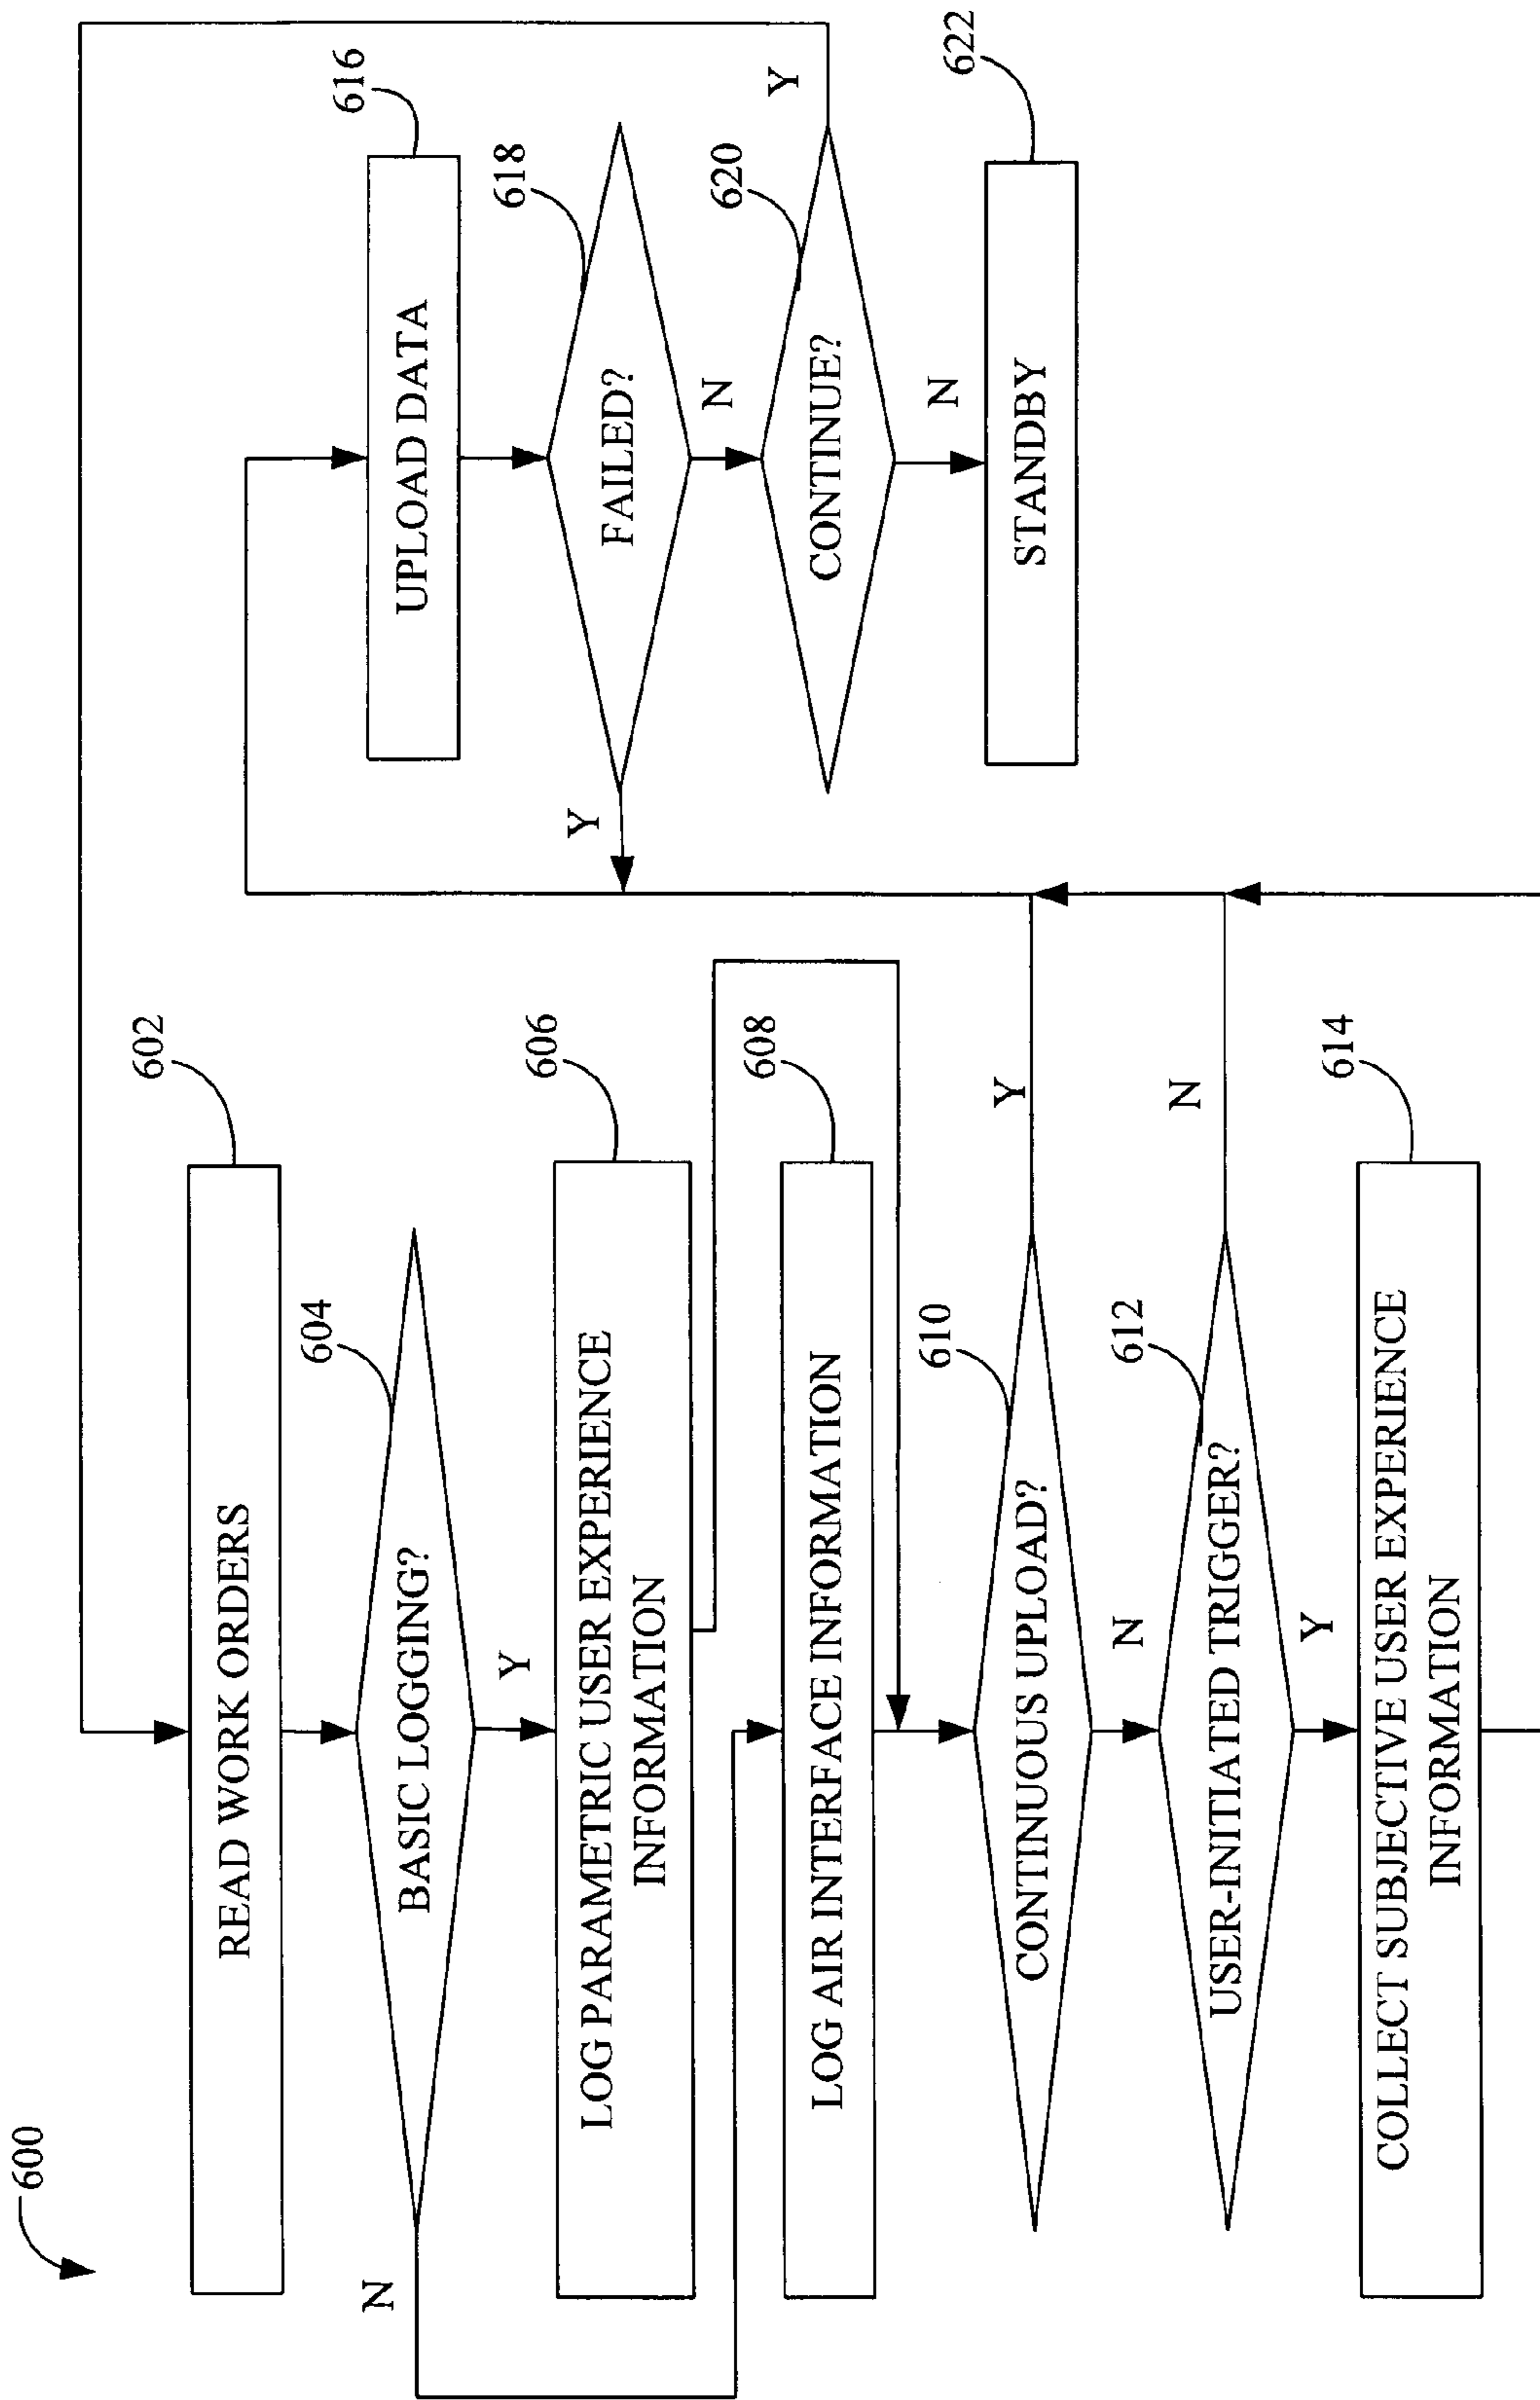 600
READ WORK ORDERS
602
BASIC LOGGING?
604
N
Y
LOG PARAMETRIC USER EXPERIENCE
INFORMATION
606
LOG AIR INTERFACE INFORMATION
608
CONTINUOUS UPLOAD?
610
Y
N
USER-INITIATED TRIGGER?
612
N
Y
COLLECT SUBJECTIVE USER EXPERIENCE
INFORMATION
614
UPLOAD DATA
616
FAILED?
618
Y
N
CONTINUE?
620
Y
N
STANDBY
622